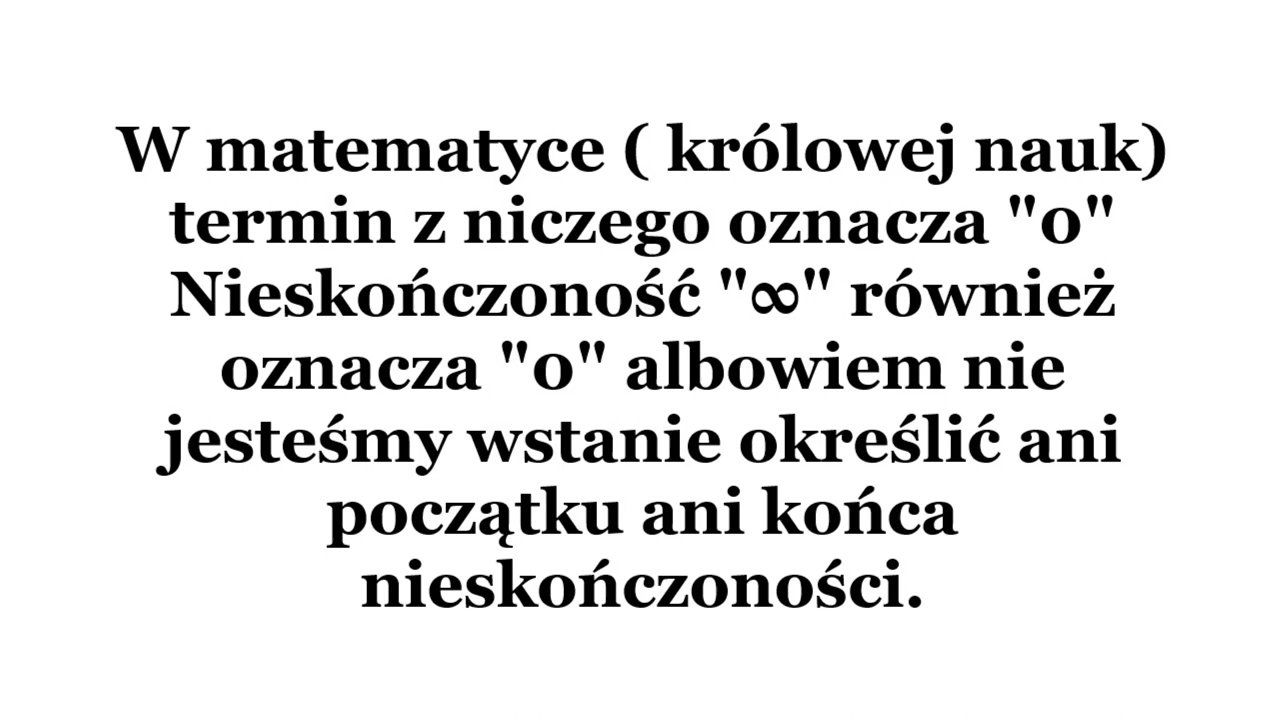 W matematyce ( królowej nauk)
termin z niczego oznacza "0"
Nieskończoność "∞" również
oznacza "0" albowiem nie
jesteśmy wstanie określić ani
początku ani końca
nieskończoności.